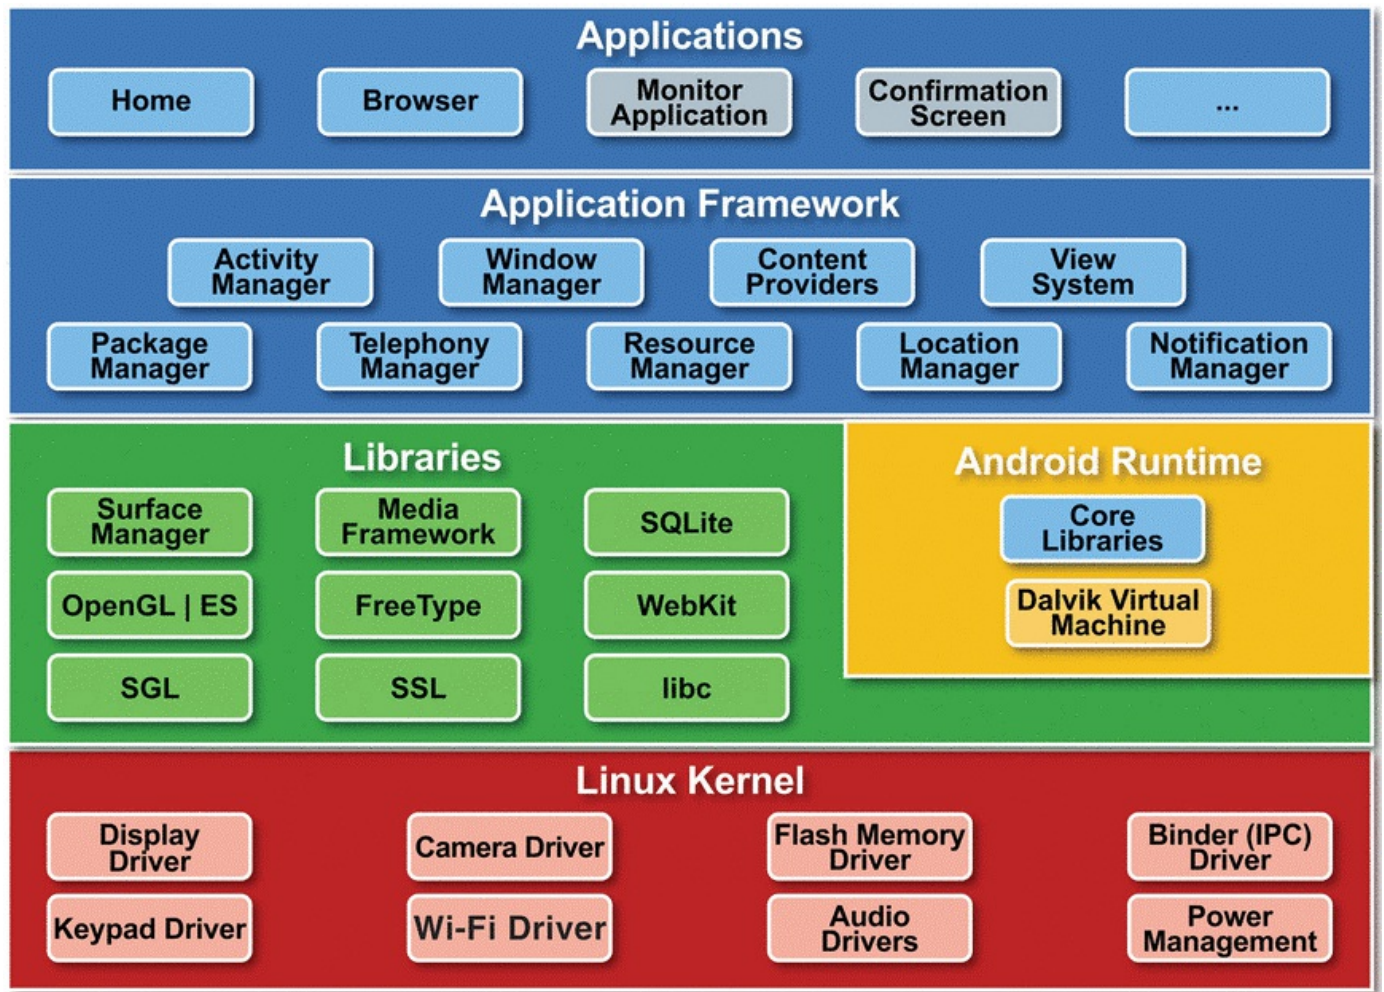 Applications
Home
Browser
Monitor
Application
Confirmation
Screen
...
Application Framework
Activity
Manager
Window
Manager
Content
Providers
View
System
Package
Manager
Telephony
Manager
Resource
Manager
Location
Manager
Notification
Manager
Libraries
Surface
Manager
Media
Framework
SQLite
OpenGL | ES
FreeType
WebKit
SGL
SSL
libc
Android Runtime
Core
Libraries
Dalvik Virtual
Machine
Linux Kernel
Display
Driver
Camera Driver
Flash Memory
Driver
Binder (IPC)
Driver
Keypad Driver
Wi-Fi Driver
Audio
Drivers
Power
Management